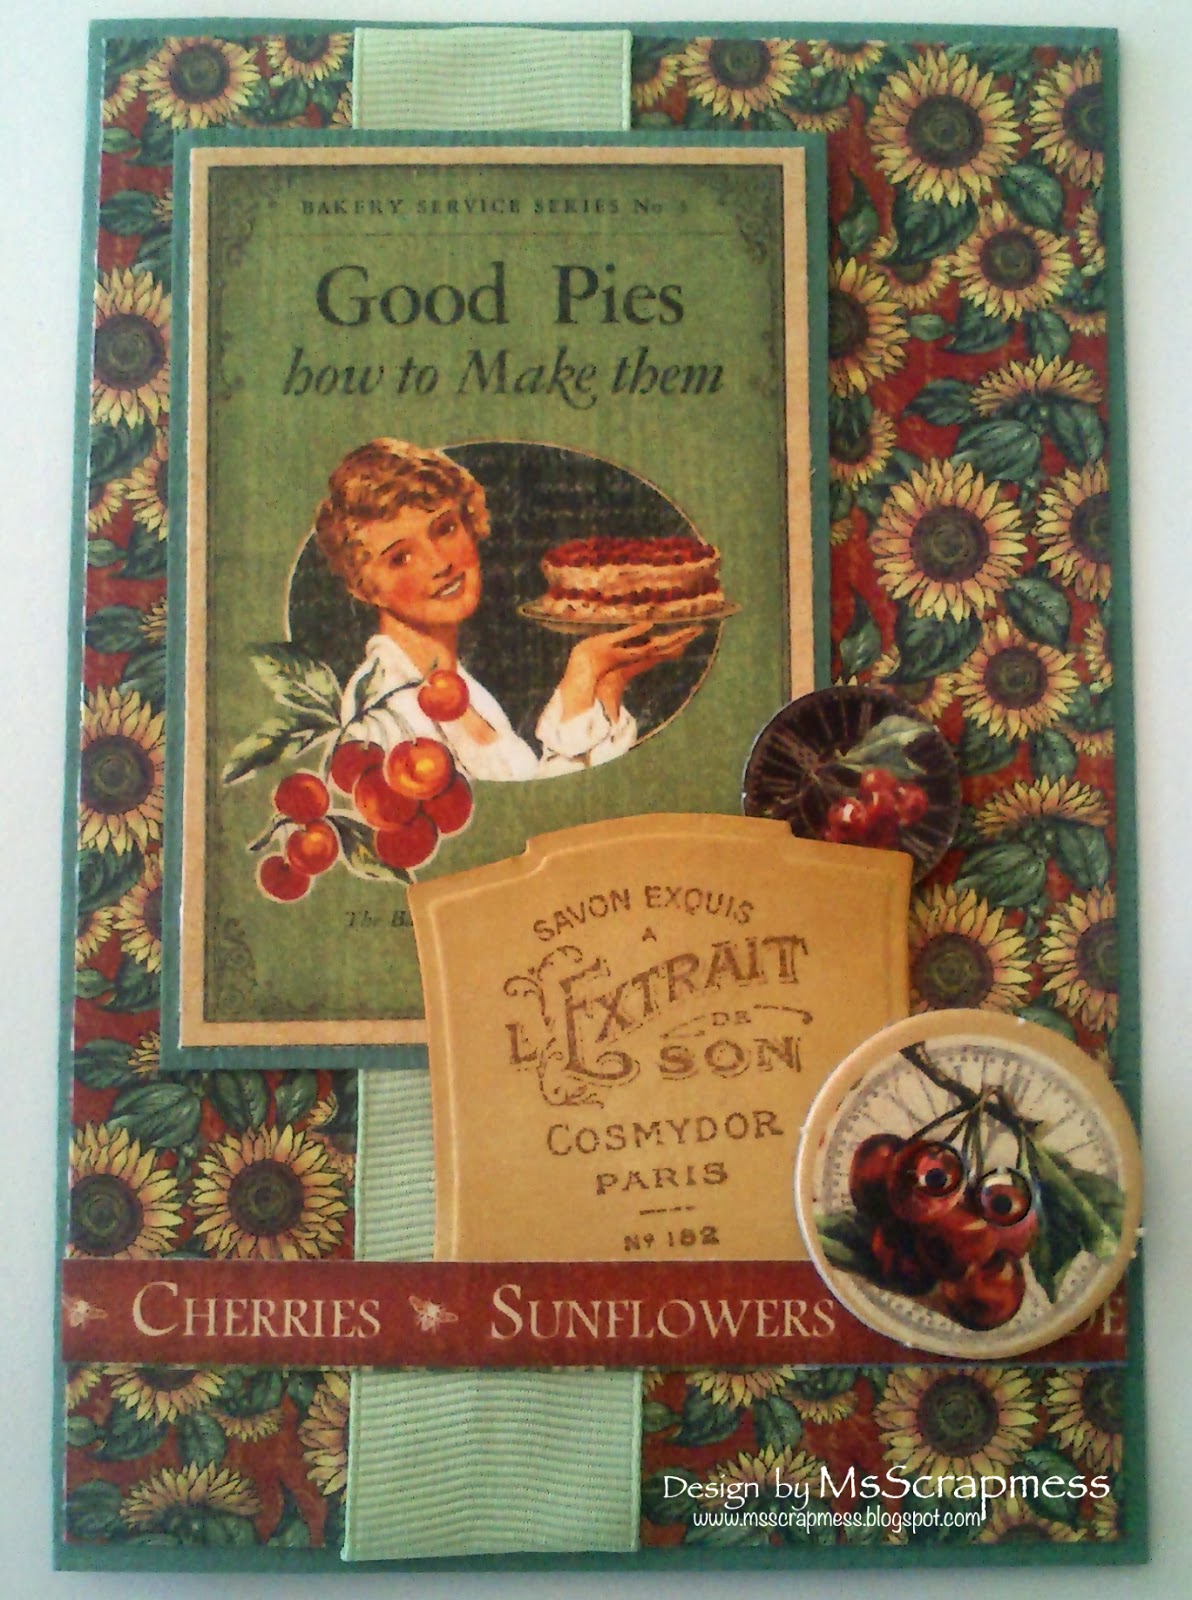 BAKERY SERVICE SERIES No
Good Pies
how to Make them
The
SAVON EXQUIS
A
L'EXTRAIT
DE
SON
COSMYDOR
PARIS
Nº 182
CHERRIES SUNFLOWERS
Design by MsScrapmess
www.msscrapmess.blogspot.com